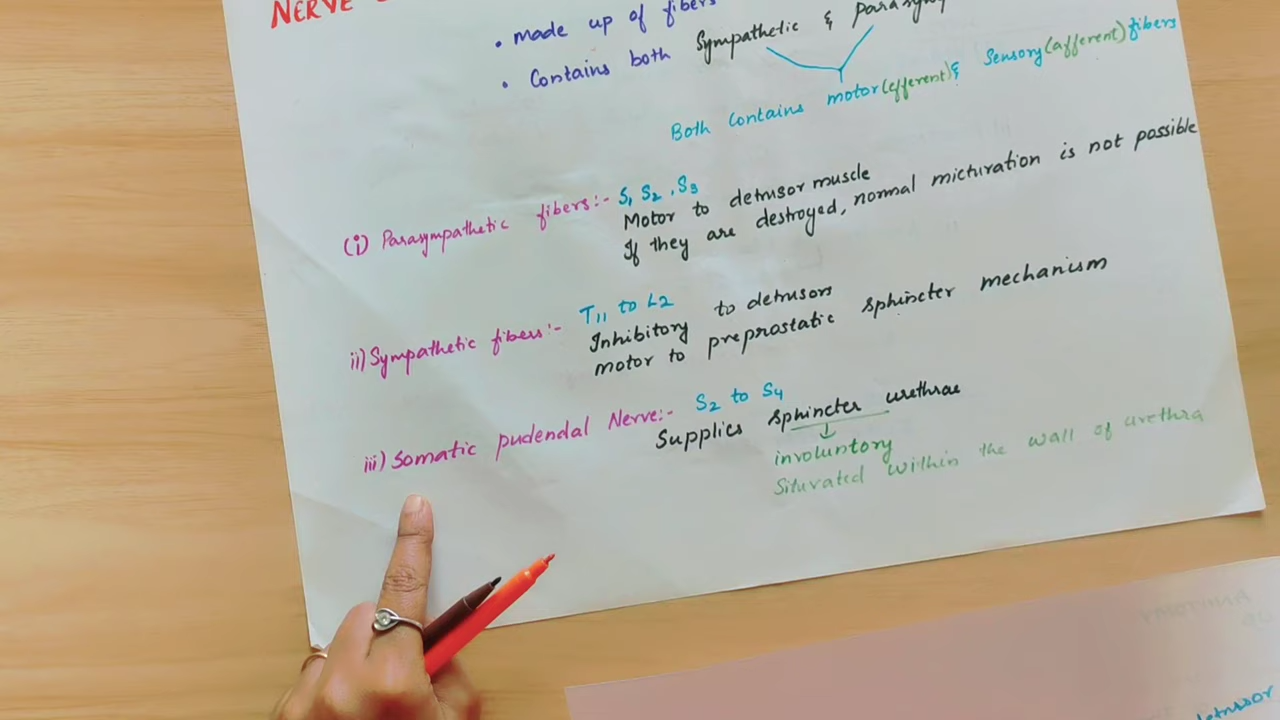 NERVE
• made up of fibers
• Contains both Sympathetic & Parasym
Both Contains motor(efferent) & Sensory(afferent) fibers
(i) Parasympathetic fibers:- S1 S2, S3
Motor to detrusor muscle
If they are destroyed, normal micturation is not possible
ii) Sympathetic fibers:- T11 to L2
Inhibitory to detrusors
motor to preprostatic sphincter mechanism
iii) Somatic pudendal Nerve:- S2 to S4
Supplies sphincter urethrae
↓
involuntory
Situvated within the wall of urethra
detrusor